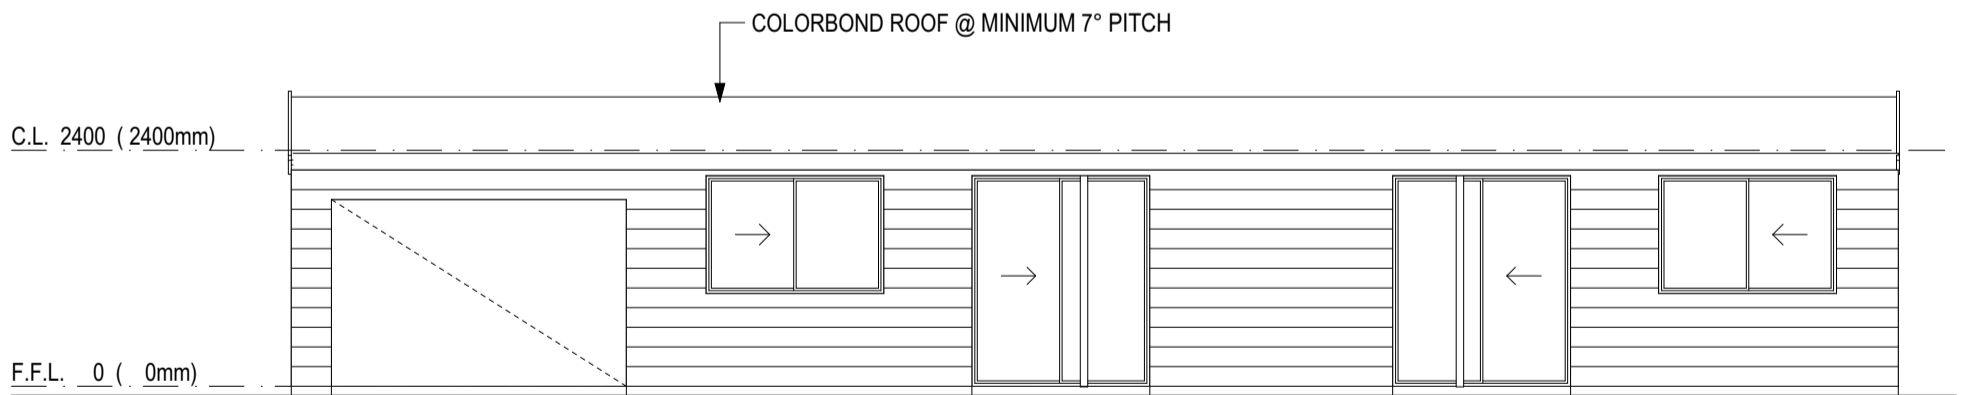 COLORBOND ROOF @ MINIMUM 7° PITCH
C.L. 2400 ( 2400mm)
F.F.L. 0 ( 0mm)